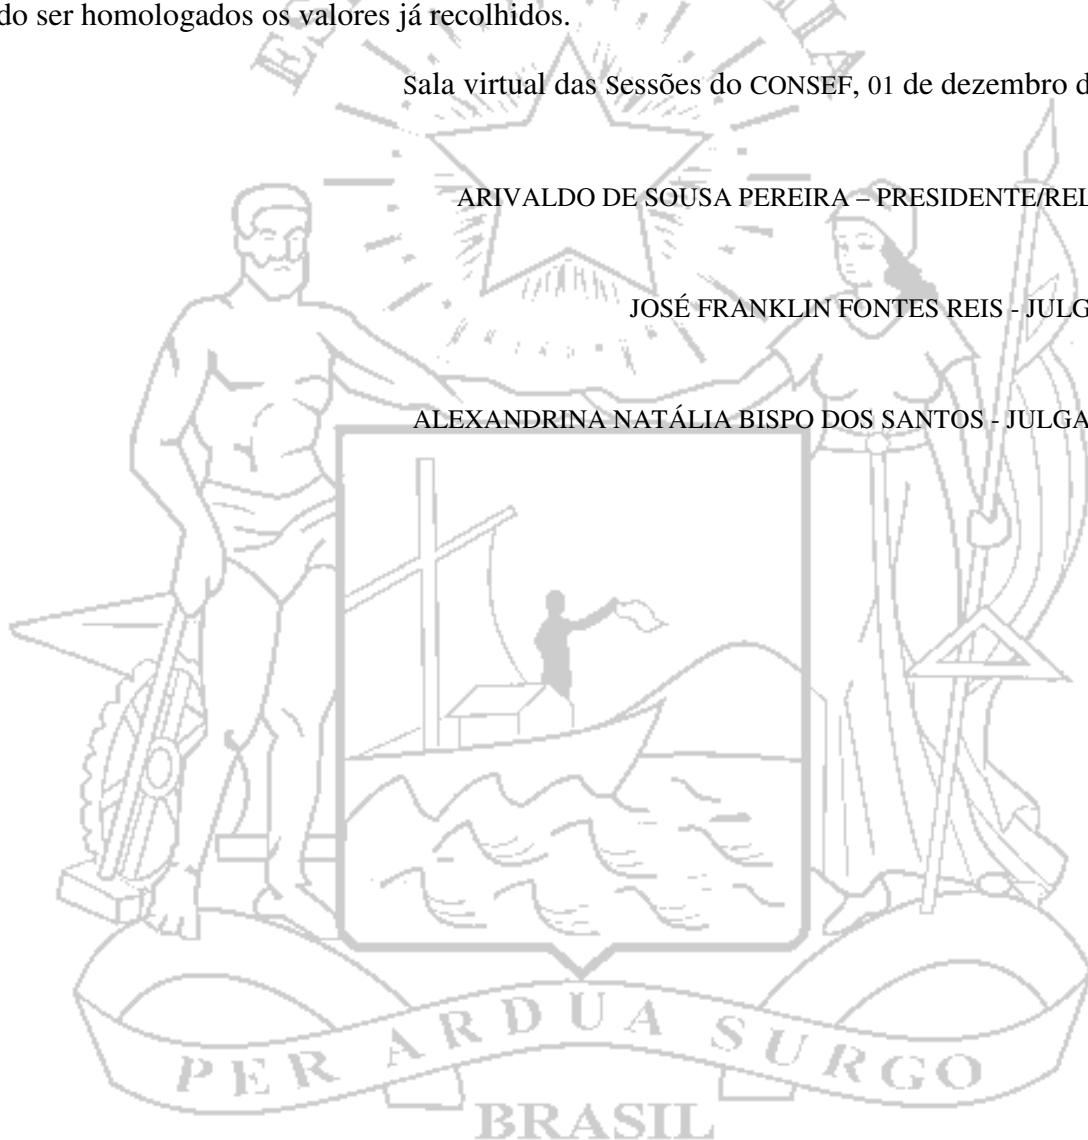 do ser homologados os valores já recolhidos.
Sala virtual das Sessões do CONSEF, 01 de dezembro d
ARIVALDO DE SOUSA PEREIRA – PRESIDENTE/REL
JOSÉ FRANKLIN FONTES REIS - JULG
ALEXANDRINA NATÁLIA BISPO DOS SANTOS - JULGA
PER ARDUA SURGO
BRASIL